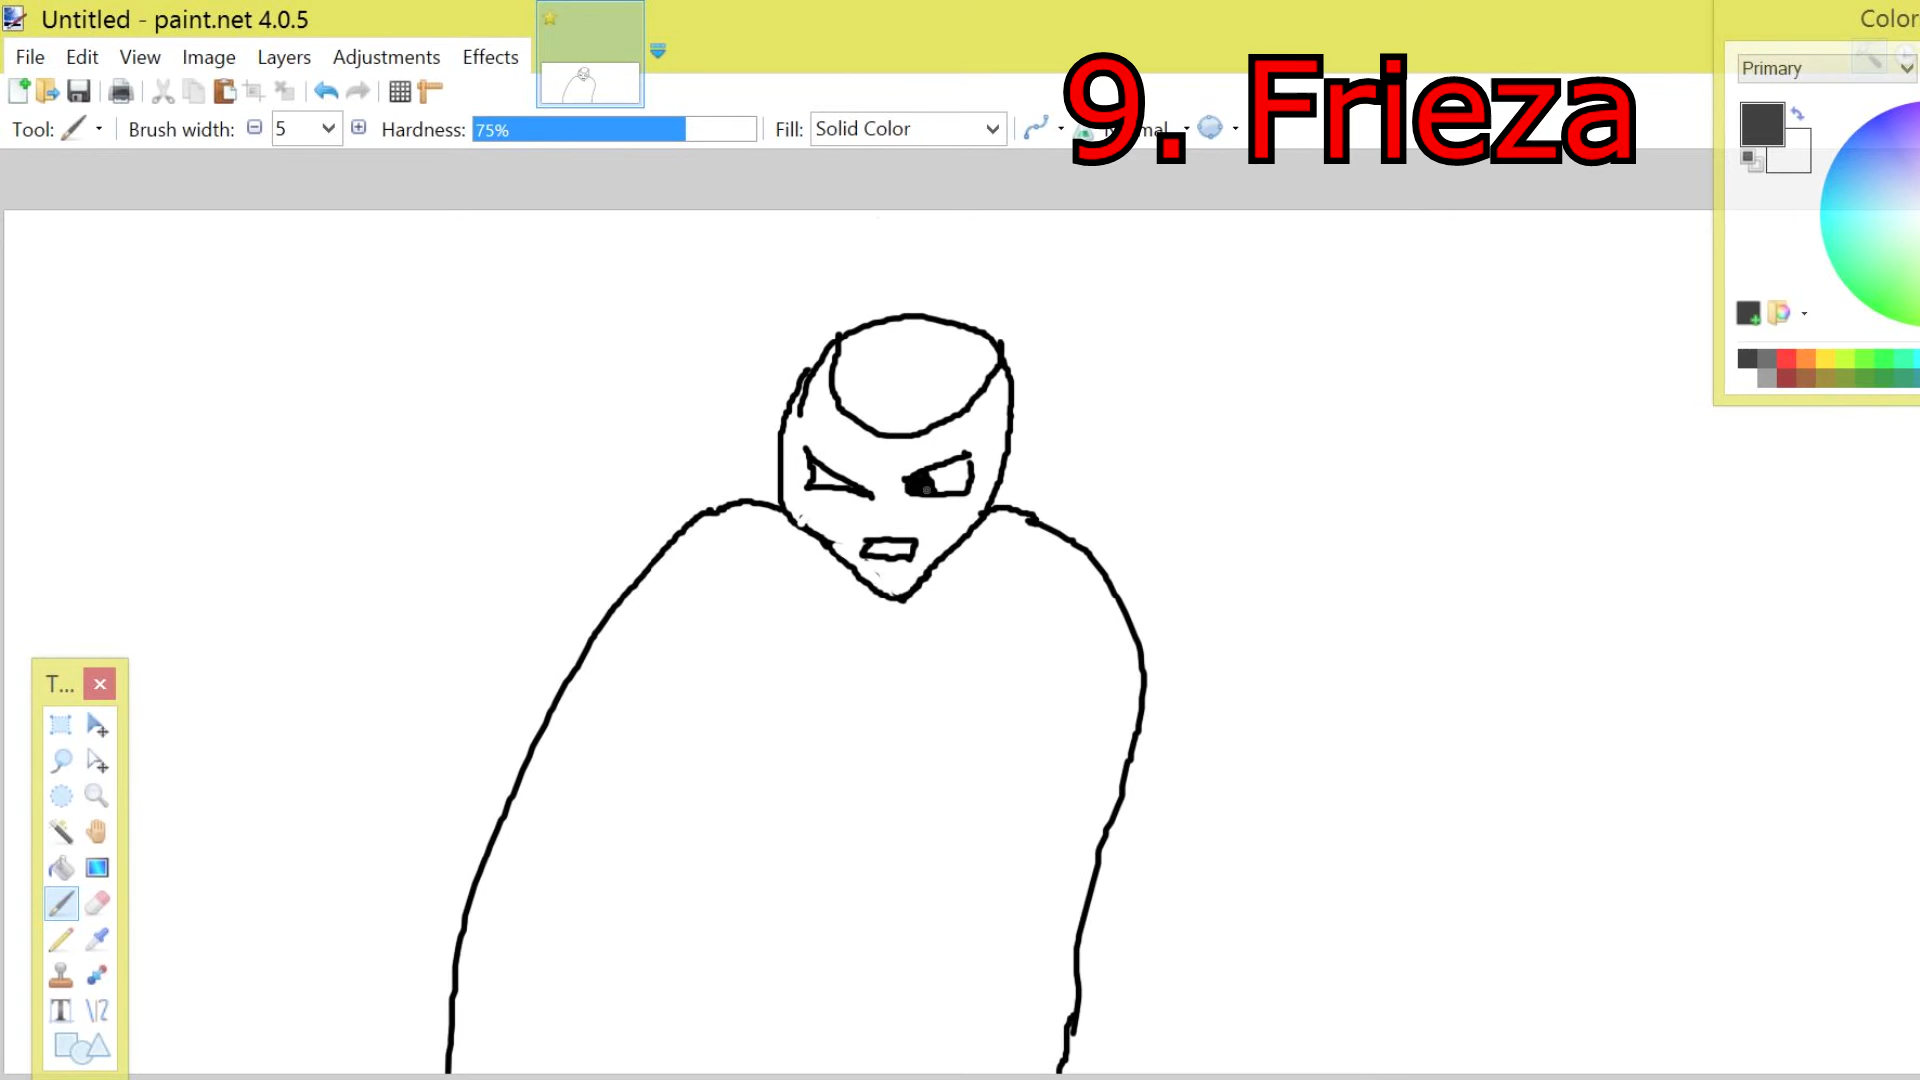 Untitled - paint.net 4.0.5
Color
File Edit View Image Layers Adjustments Effects
9. Frieza
Primary
Tool: Brush width: 5 Hardness: 75% Fill: Solid Color
T...